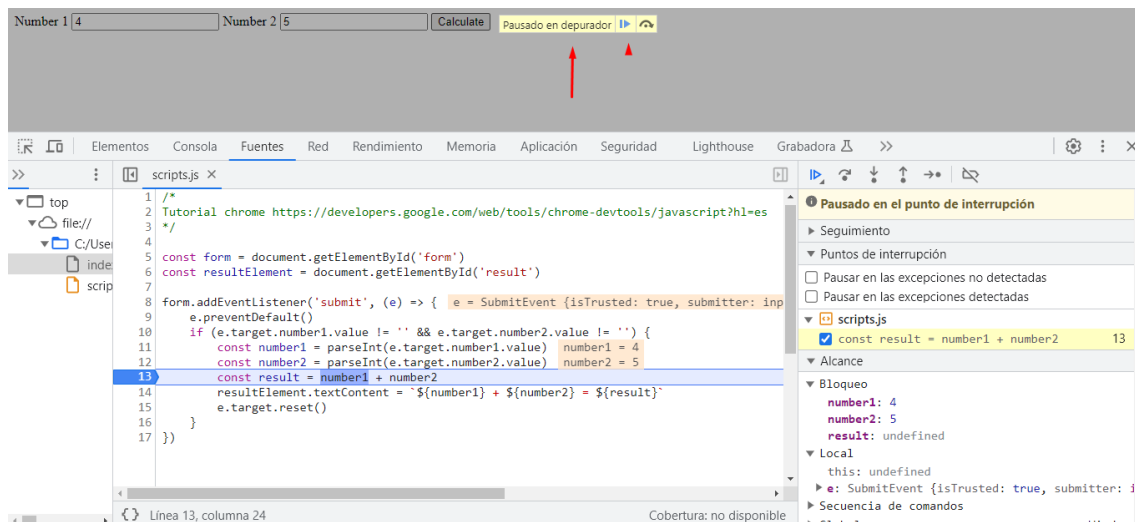 Number 1 4 Number 2 5 Calculate Pausado en depurador
Elementos Consola Fuentes Red Rendimiento Memoria Aplicación Seguridad Lighthouse Grabadora
scripts.js
top
file://
C:/User
inde
scrip
1 /*
2 Tutorial chrome https://developers.google.com/web/tools/chrome-devtools/javascript?hl=es
3 */
4
5 const form = document.getElementById('form')
6 const resultElement = document.getElementById('result')
7
8 form.addEventListener('submit', (e) => { e = SubmitEvent {isTrusted: true, submitter: inp
9 e.preventDefault()
10 if (e.target.number1.value != '' && e.target.number2.value != '') {
11 const number1 = parseInt(e.target.number1.value) number1 = 4
12 const number2 = parseInt(e.target.number2.value) number2 = 5
13 const result = number1 + number2
14 resultElement.textContent = `${number1} + ${number2} = ${result}`
15 e.target.reset()
16 }
17 })
{} Línea 13, columna 24 Cobertura: no disponible
Pausado en el punto de interrupción
Seguimiento
Puntos de interrupción
Pausar en las excepciones no detectadas
Pausar en las excepciones detectadas
scripts.js
const result = number1 + number2 13
Alcance
Bloqueo
number1: 4
number2: 5
result: undefined
Local
this: undefined
e: SubmitEvent {isTrusted: true, submitter: i
Secuencia de comandos